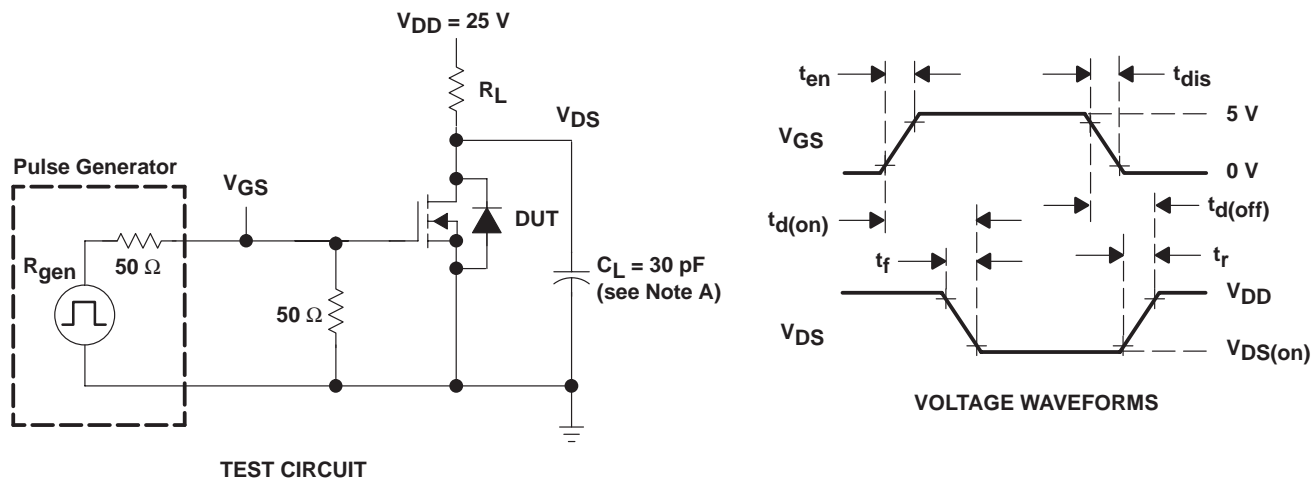 VDD = 25 V
RL
VDS
Pulse Generator
VGS
Rgen
50 Ω
50 Ω
DUT
CL = 30 pF
(see Note A)
TEST CIRCUIT
ten
tdis
5 V
VGS
0 V
td(on)
td(off)
tf
tr
VDD
VDS
VDS(on)
VOLTAGE WAVEFORMS